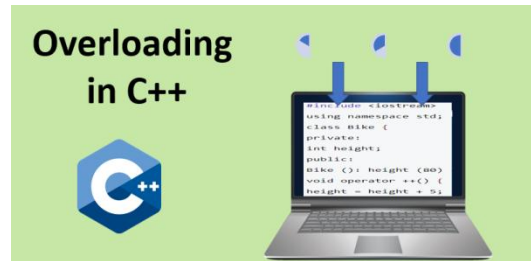 Overloading
in C++
C++
#include <iostream>
using namespace std;
class Bike {
private:
int height;
public:
Bike (): height (80)
void operator ++() {
height = height + 5;